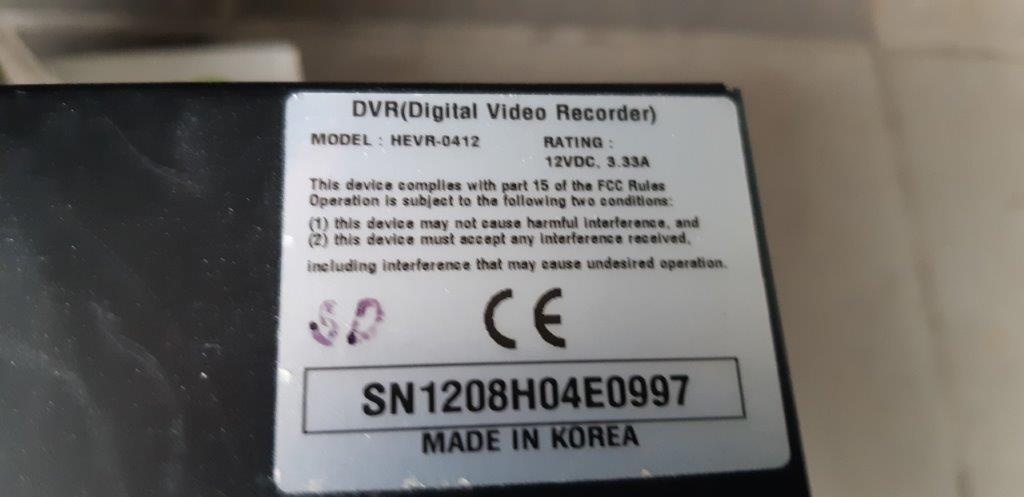 DVR(Digital Video Recorder)
MODEL : HEVR-0412 RATING :
12VDC, 3.33A
This device complies with part 15 of the FCC Rules
Operation is subject to the following two conditions:
(1) this device may not cause harmful interference, and
(2) this device must accept any interference received,
including interference that may cause undesired operation.
CE
SN1208H04E0997
MADE IN KOREA